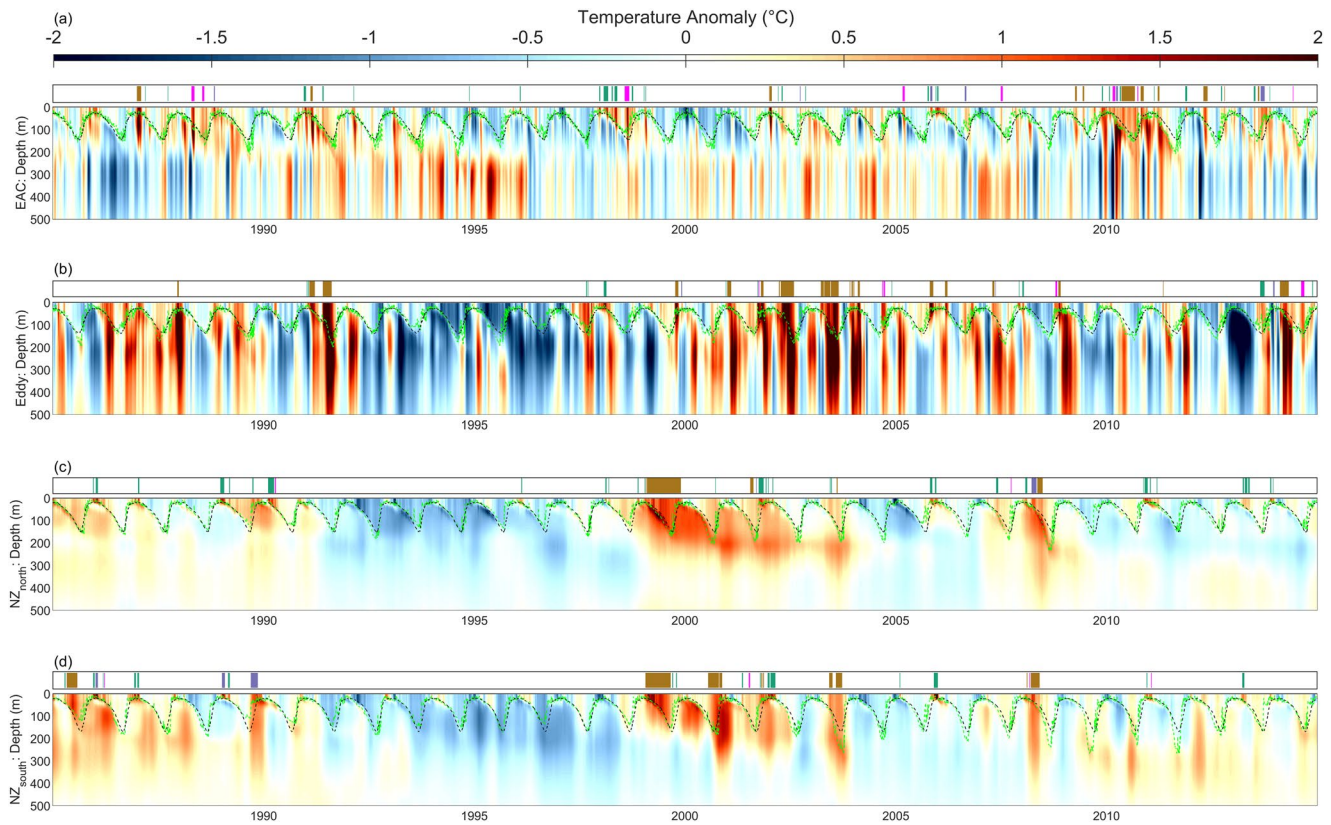 (a)
Temperature Anomaly (°C)
-2 -1.5 -1 -0.5 0 0.5 1 1.5 2
EAC: Depth (m)
0
100
200
300
400
500
1990 1995 2000 2005 2010
(b)
Eddy: Depth (m)
0
100
200
300
400
500
1990 1995 2000 2005 2010
(c)
NZnorth: Depth (m)
0
100
200
300
400
500
1990 1995 2000 2005 2010
(d)
NZsouth: Depth (m)
0
100
200
300
400
500
1990 1995 2000 2005 2010